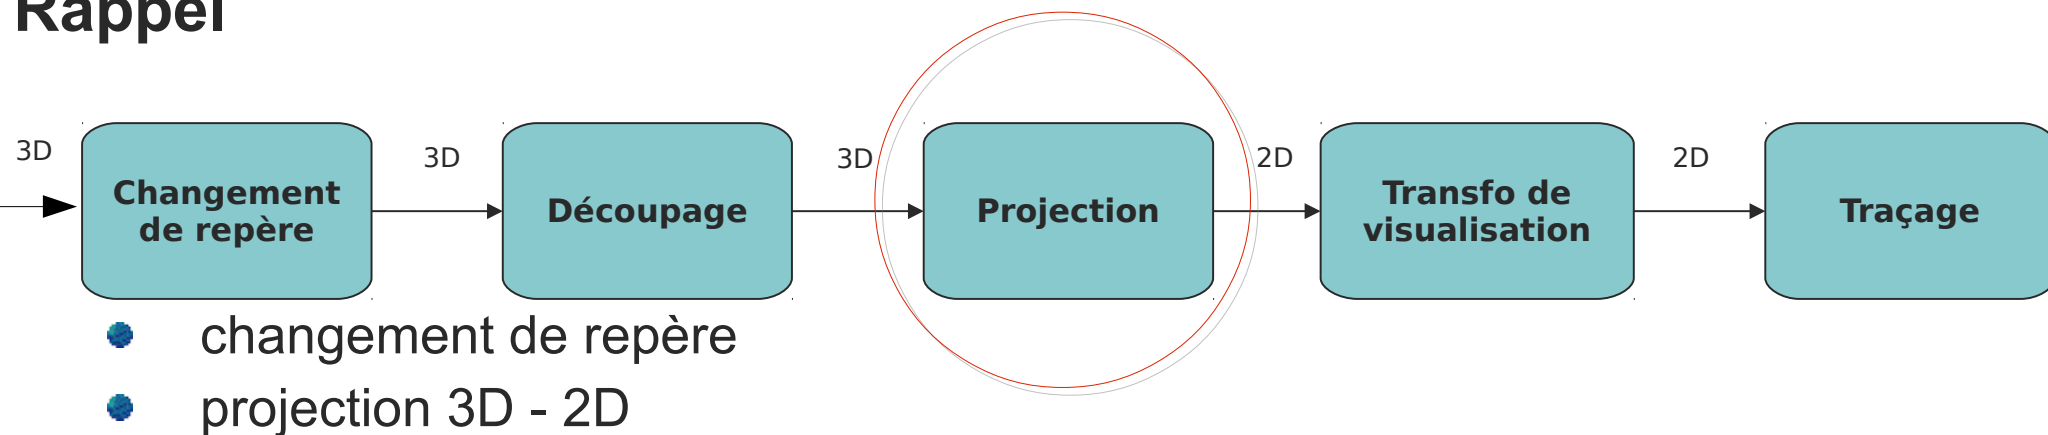 Rappel
3D
3D
3D
2D
2D
Changement
de repère
Découpage
Projection
Transfo de
visualisation
Traçage
changement de repère
projection 3D - 2D